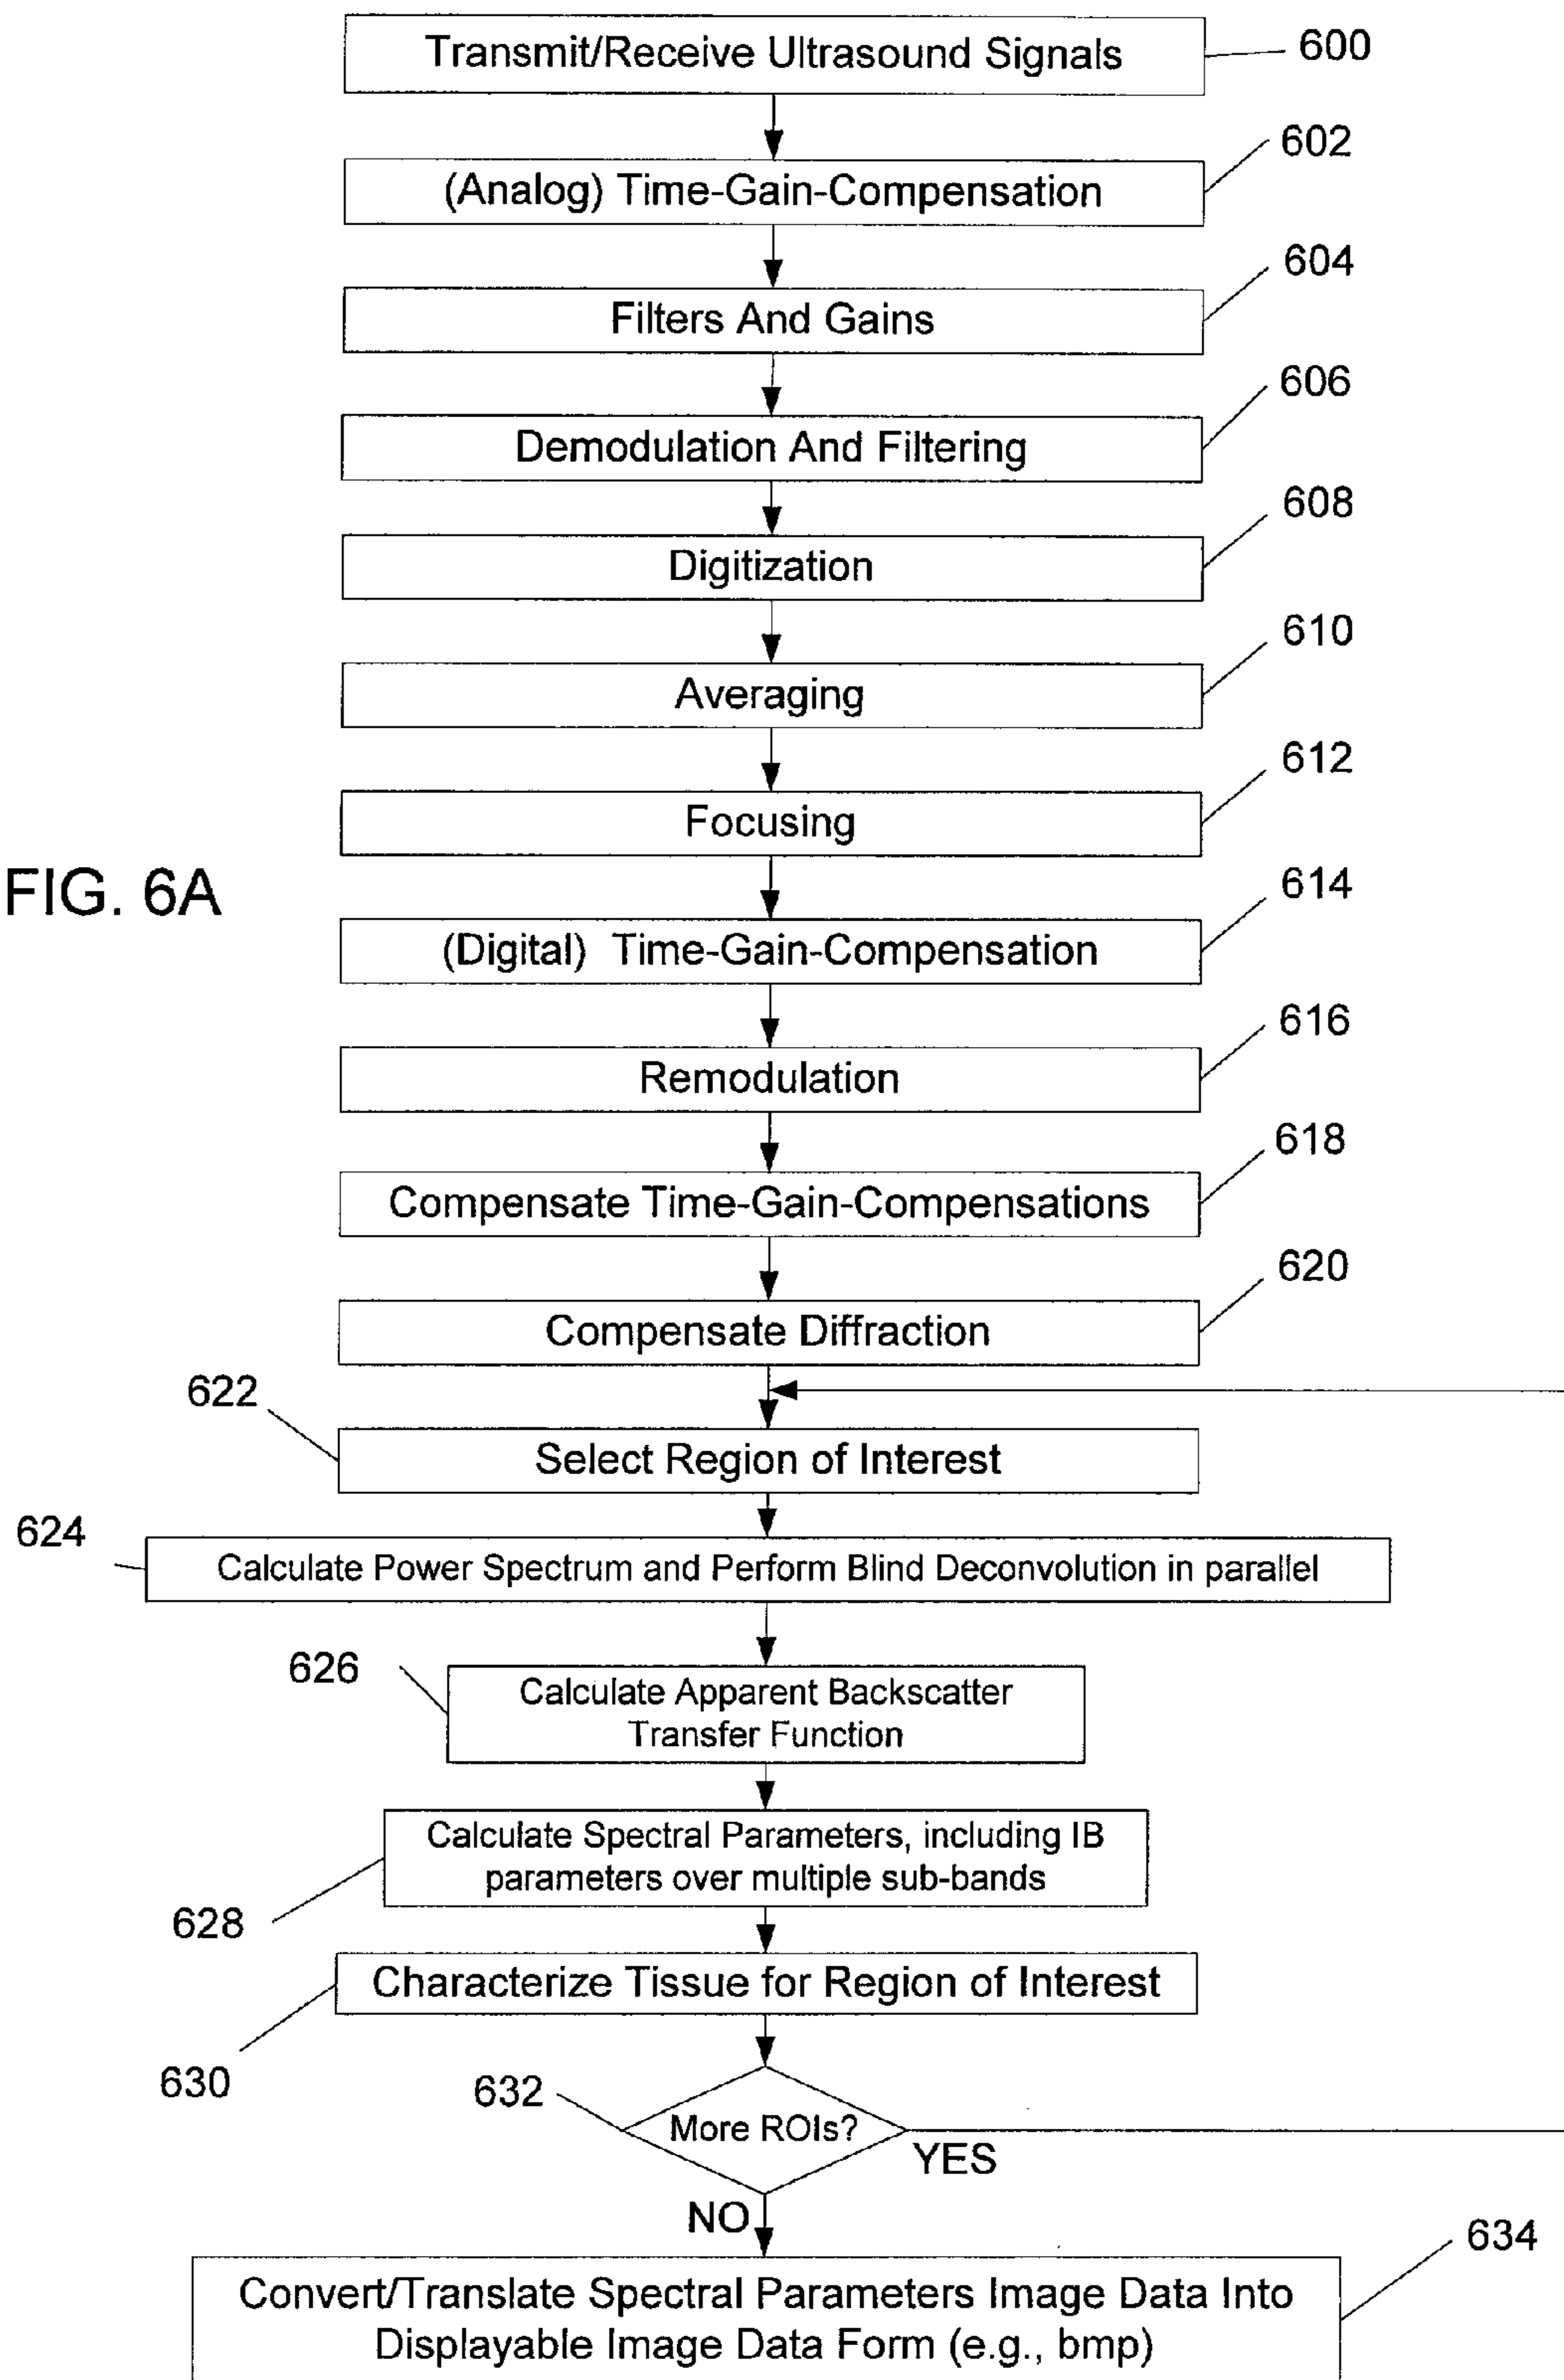 Transmit/Receive Ultrasound Signals
600
602
(Analog) Time-Gain-Compensation
604
Filters And Gains
606
Demodulation And Filtering
608
Digitization
610
Averaging
612
Focusing
FIG. 6A
614
(Digital) Time-Gain-Compensation
616
Remodulation
618
Compensate Time-Gain-Compensations
620
Compensate Diffraction
622
Select Region of Interest
624
Calculate Power Spectrum and Perform Blind Deconvolution in parallel
626
Calculate Apparent Backscatter
Transfer Function
Calculate Spectral Parameters, including IB
parameters over multiple sub-bands
628
Characterize Tissue for Region of Interest
630
632
More ROIs?
YES
NO
634
Convert/Translate Spectral Parameters Image Data Into
Displayable Image Data Form (e.g., bmp)